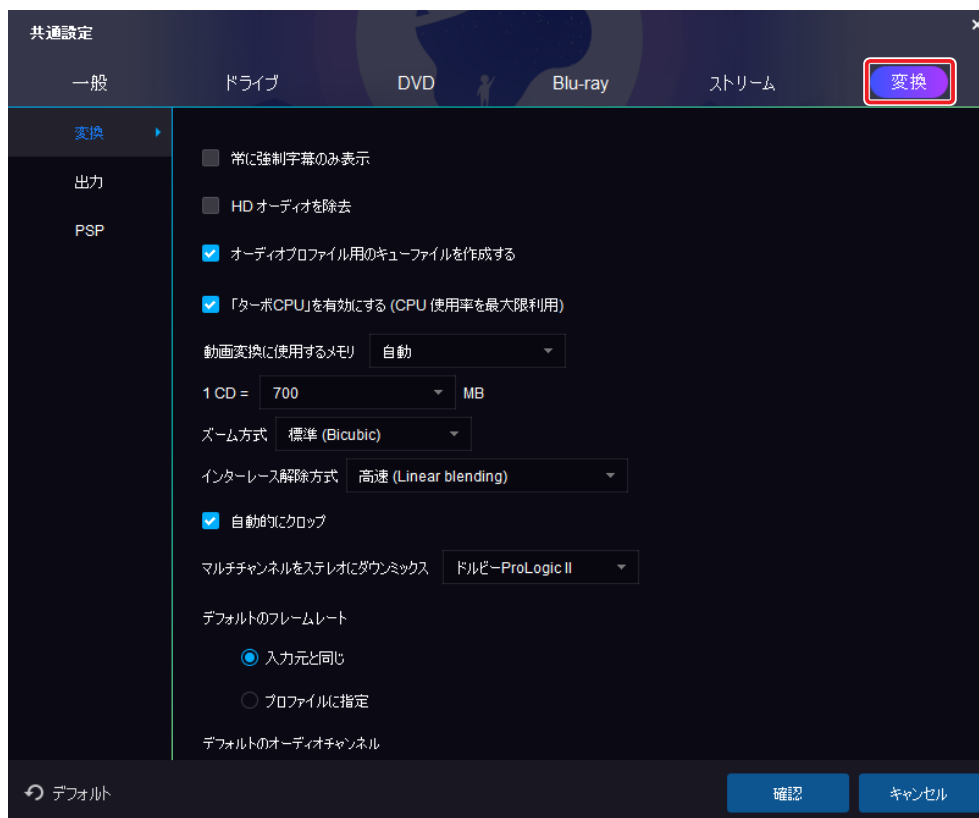 共通設定
一般 ドライブ DVD Blu-ray ストリーム 変換
変換
出力
PSP
常に強制字幕のみ表示
HD オーディオを除去
オーディオプロファイル用のキューファイルを作成する
「ターボCPU」を有効にする (CPU 使用率を最大限利用)
動画変換に使用するメモリ 自動
1 CD = 700 MB
ズーム方式 標準 (Bicubic)
インターレース解除方式 高速 (Linear blending)
自動的にクロップ
マルチチャンネルをステレオにダウンミックス ドルビーProLogic II
デフォルトのフレームレート
入力元と同じ
プロファイルに指定
デフォルトのオーディオチャンネル
デフォルト 確認 キャンセル